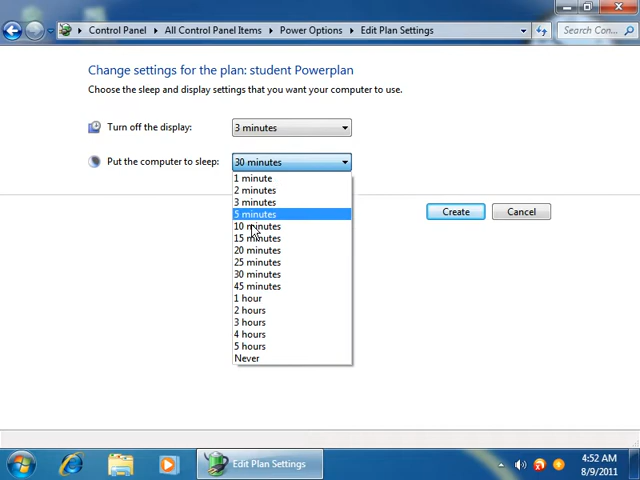 Control Panel
All Control Panel Items
Power Options
Edit Plan Settings
Search Con...
Change settings for the plan: student Powerplan
Choose the sleep and display settings that you want your computer to use.
Turn off the display:
3 minutes
Put the computer to sleep:
30 minutes
1 minute
2 minutes
3 minutes
5 minutes
10 minutes
15 minutes
20 minutes
25 minutes
30 minutes
45 minutes
1 hour
2 hours
3 hours
4 hours
5 hours
Never
Create
Cancel
Edit Plan Settings
4:52 AM
8/9/2011